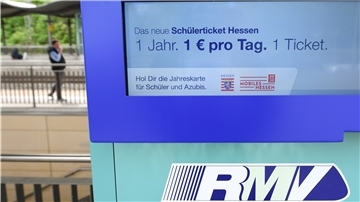 Das neue Schülerticket Hessen
1 Jahr. 1 € pro Tag. 1 Ticket.
Hol Dir die Jahreskarte
für Schüler und Azubis.
HESSEN
MOBILES
HESSEN
RMV